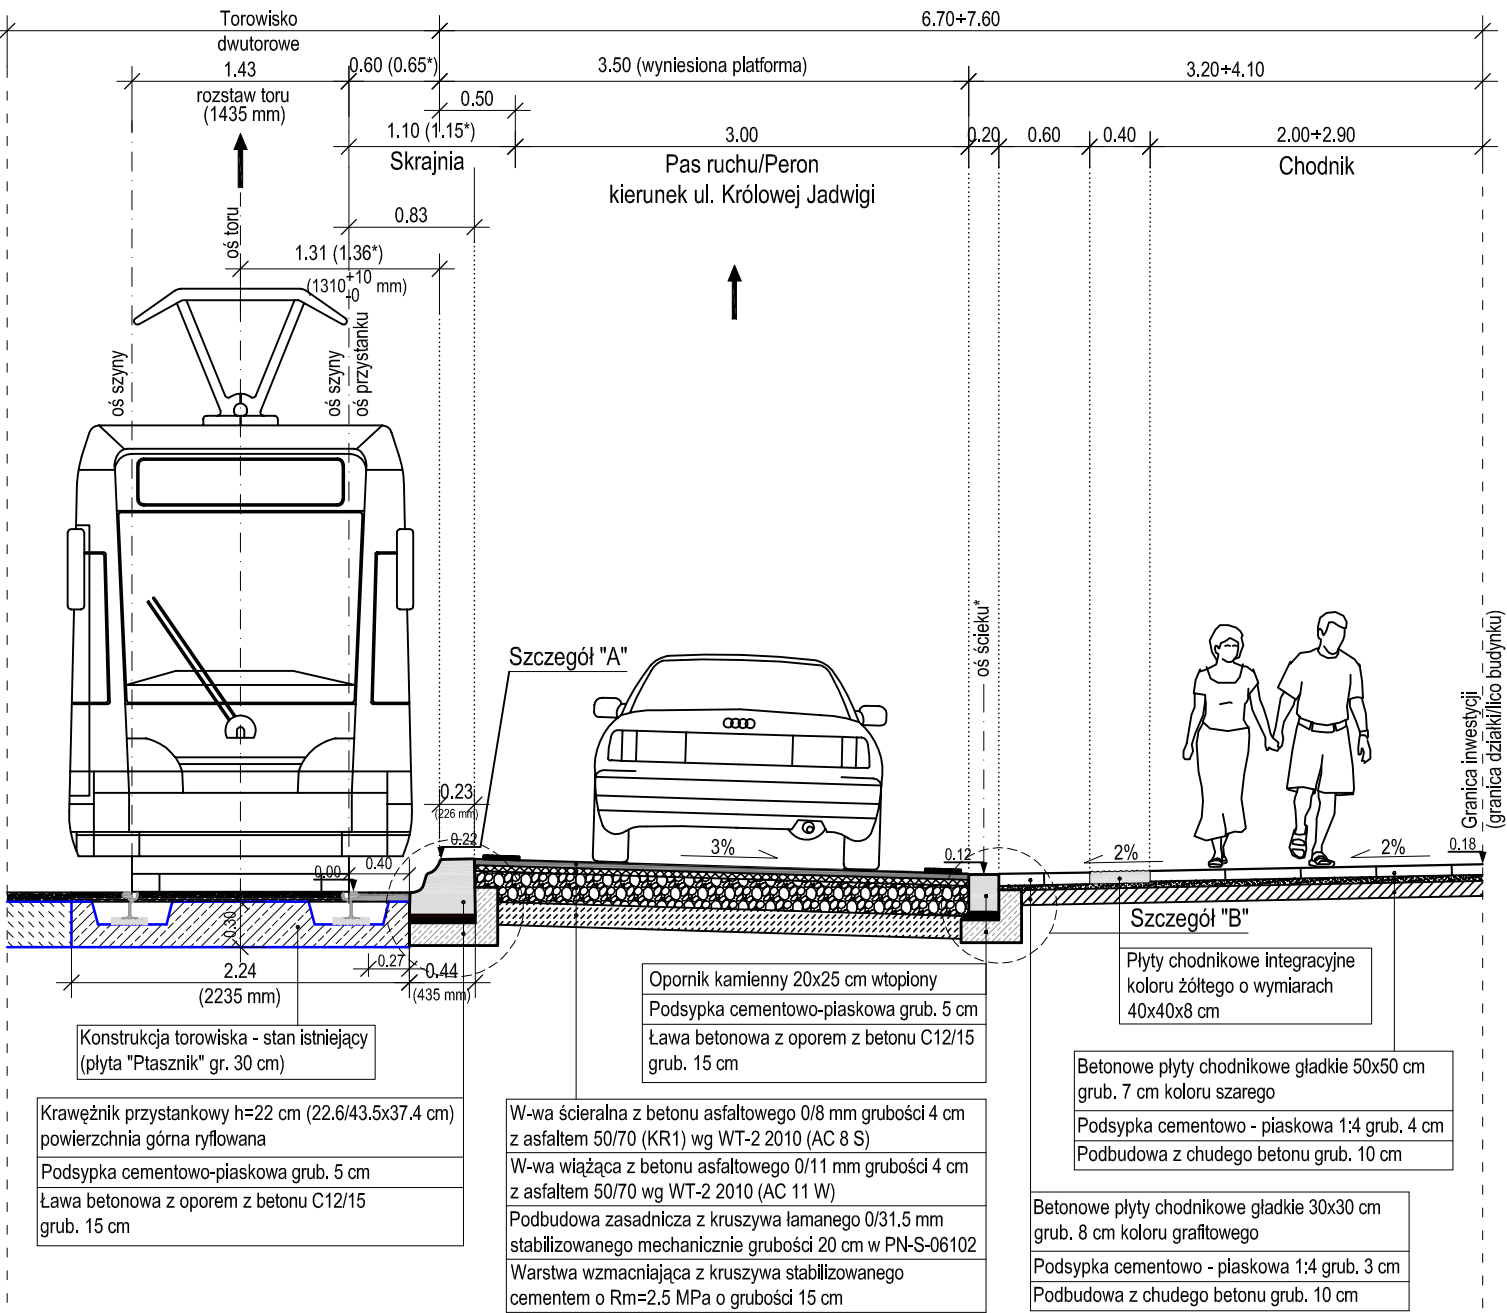 Torowisko
dwutorowe
6.70÷7.60
1.43
0.60 (0.65*)
3.50 (wyniesiona platforma)
3.20÷4.10
rozstaw toru
(1435 mm)
0.50
1.10 (1.15*)
3.00
0.20
0.60
0.40
2.00÷2.90
Skrajnia
Pas ruchu/Peron
kierunek ul. Królowej Jadwigi
Chodnik
0.83
oś toru
1.31 (1.36*)
(1310 +10 -0 mm)
oś szyny
oś szyny
oś przystanku
oś ścieku*
Granica inwestycji
(granica działki/lico budynku)
Szczegół "A"
0.23
(226 mm)
0.22
3%
0.12
2%
2%
0.18
0.00
0.40
0.30
0.27
2.24
(2235 mm)
0.44
(435 mm)
Szczegół "B"
Konstrukcja torowiska - stan istniejący
(płyta "Ptasznik" gr. 30 cm)
Krawężnik przystankowy h=22 cm (22.6/43.5x37.4 cm)
powierzchnia górna ryflowana
Podsypka cementowo-piaskowa grub. 5 cm
Ława betonowa z oporem z betonu C12/15
grub. 15 cm
Opornik kamienny 20x25 cm wtopiony
Podsypka cementowo-piaskowa grub. 5 cm
Ława betonowa z oporem z betonu C12/15
grub. 15 cm
W-wa ścieralna z betonu asfaltowego 0/8 mm grubości 4 cm
z asfaltem 50/70 (KR1) wg WT-2 2010 (AC 8 S)
W-wa wiążąca z betonu asfaltowego 0/11 mm grubości 4 cm
z asfaltem 50/70 wg WT-2 2010 (AC 11 W)
Podbudowa zasadnicza z kruszywa łamanego 0/31.5 mm
stabilizowanego mechanicznie grubości 20 cm w PN-S-06102
Warstwa wzmacniająca z kruszywa stabilizowanego
cementem o Rm=2.5 MPa o grubości 15 cm
Płyty chodnikowe integracyjne
koloru żółtego o wymiarach
40x40x8 cm
Betonowe płyty chodnikowe gładkie 50x50 cm
grub. 7 cm koloru szarego
Podsypka cementowo - piaskowa 1:4 grub. 4 cm
Podbudowa z chudego betonu grub. 10 cm
Betonowe płyty chodnikowe gładkie 30x30 cm
grub. 8 cm koloru grafitowego
Podsypka cementowo - piaskowa 1:4 grub. 3 cm
Podbudowa z chudego betonu grub. 10 cm